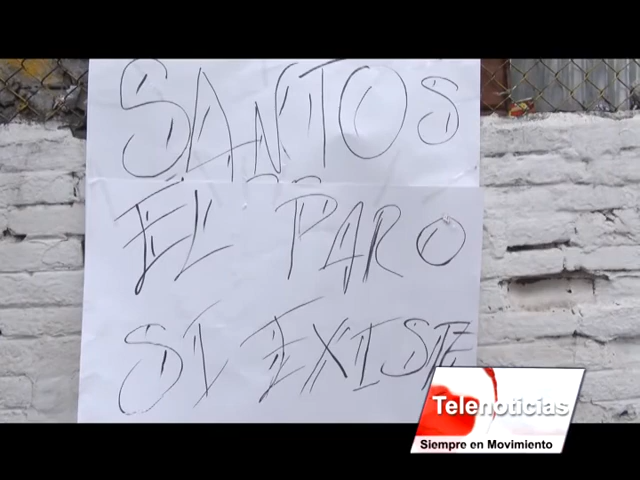 SANTOS
EL PARO
SI EXISTE
Telenoticias
Siempre en Movimiento